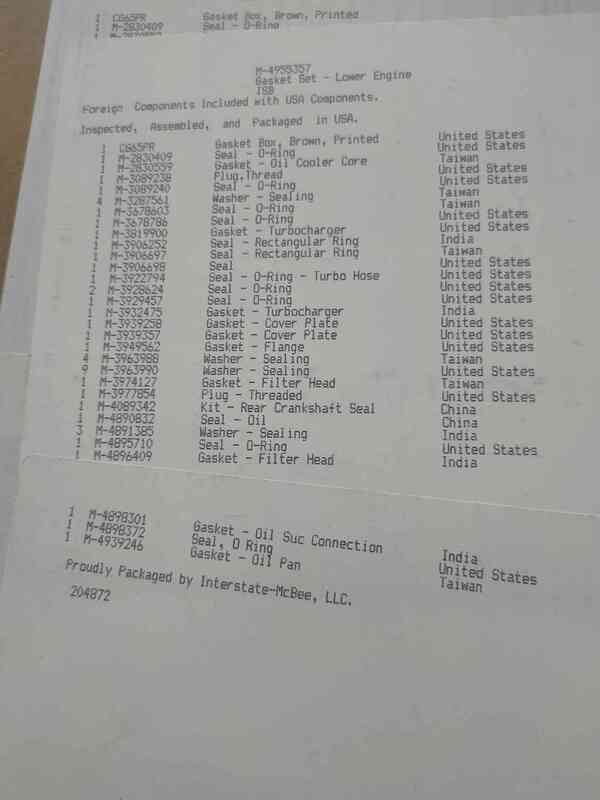 1 CG65PR Gasket Box, Brown, Printed
1 M-2830409 Seal - O-Ring
M-4955357
Gasket Set - Lower Engine
ISB
Foreign Components Included with USA Components.
Inspected, Assembled, and Packaged in USA.
1 CG65PR Gasket Box, Brown, Printed United States
1 M-2830409 Seal - O-Ring United States
1 M-2830559 Gasket - Oil Cooler Core Taiwan
1 M-3089238 Plug,Thread United States
1 M-3089240 Seal - O-Ring United States
4 M-3287561 Washer - Sealing Taiwan
1 M-3678603 Seal - O-Ring Taiwan
1 M-3678786 Seal - O-Ring United States
1 M-3819900 Gasket - Turbocharger United States
1 M-3906252 Seal - Rectangular Ring India
1 M-3906697 Seal - Rectangular Ring Taiwan
1 M-3906698 Seal United States
1 M-3922794 Seal - O-Ring - Turbo Hose United States
2 M-3928624 Seal - O-Ring United States
1 M-3929457 Seal - O-Ring United States
1 M-3932475 Gasket - Turbocharger India
1 M-3939258 Gasket - Cover Plate United States
1 M-3939357 Gasket - Cover Plate United States
1 M-3949562 Gasket - Flange United States
4 M-3963988 Washer - Sealing Taiwan
9 M-3963990 Washer - Sealing United States
1 M-3974127 Gasket - Filter Head Taiwan
1 M-3977854 Plug - Threaded United States
1 M-4089342 Kit - Rear Crankshaft Seal China
1 M-4890832 Seal - Oil China
3 M-4891385 Washer - Sealing India
1 M-4895710 Seal - O-Ring United States
1 M-4896409 Gasket - Filter Head India
1 M-4898301 Gasket - Oil Suc Connection India
1 M-4898372 Seal, O Ring United States
1 M-4939246 Gasket - Oil Pan Taiwan
Proudly Packaged by Interstate-McBee, LLC.
204872